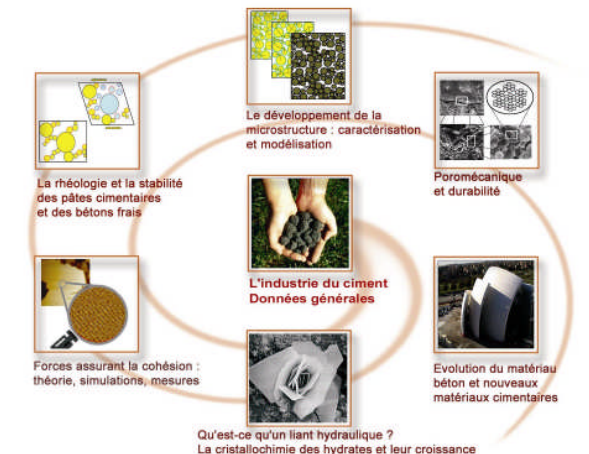 Le développement de la
microstructure : caractérisation
et modélisation
La rhéologie et la stabilité
des pâtes cimentaires
et des bétons frais
Poromécanique
et durabilité
L'industrie du ciment
Données générales
Forces assurant la cohésion :
théorie, simulations, mesures
Evolution du matériau
béton et nouveaux
matériaux cimentaires
Qu'est-ce qu'un liant hydraulique ?
La cristallochimie des hydrates et leur croissance